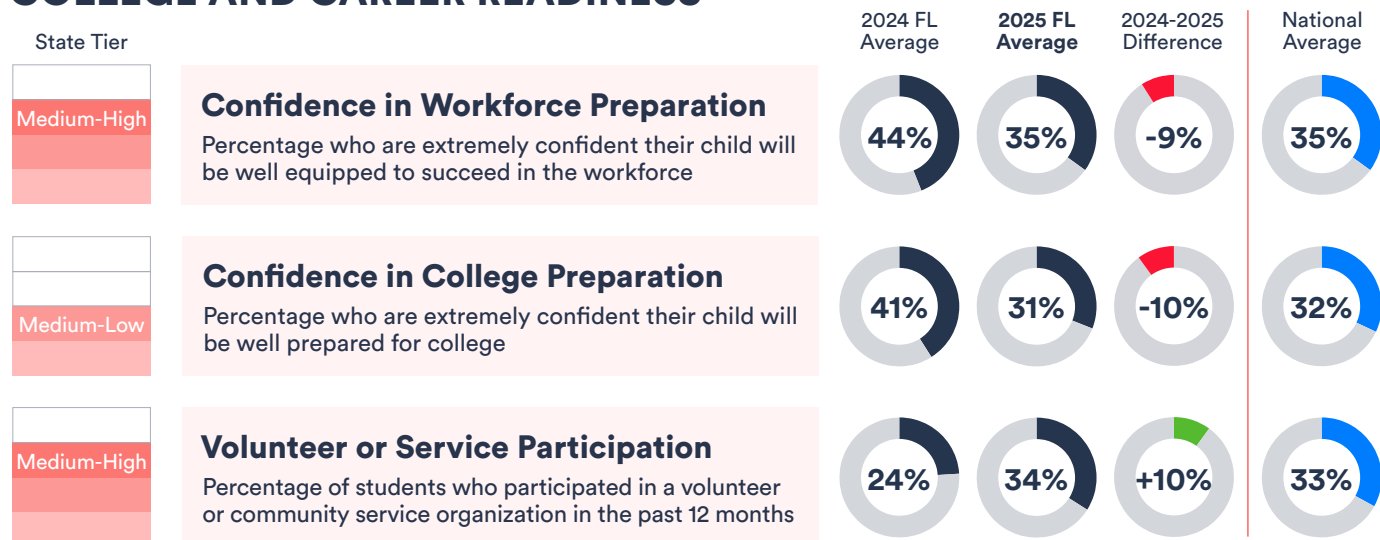 COLLEGE AND CAREER READINESS
State Tier
2024 FL
Average
2025 FL
Average
2024-2025
Difference
National
Average
Medium-High
Confidence in Workforce Preparation
Percentage who are extremely confident their child will
be well equipped to succeed in the workforce
44%
35%
-9%
35%
Medium-Low
Confidence in College Preparation
Percentage who are extremely confident their child will
be well prepared for college
41%
31%
-10%
32%
Medium-High
Volunteer or Service Participation
Percentage of students who participated in a volunteer
or community service organization in the past 12 months
24%
34%
+10%
33%